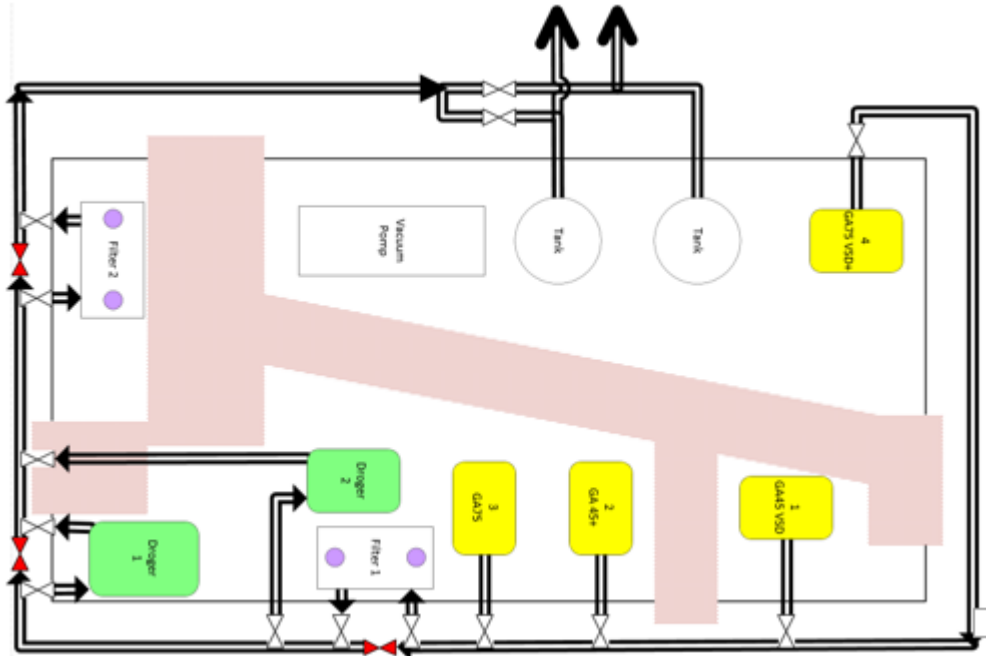 Filter 2
Vacuum
Pomp
Tank
Tank
4
GA75 VSD+
Droger
2
Droger
1
Filter 1
3
GA75
2
GA 45+
1
GA45 VSD